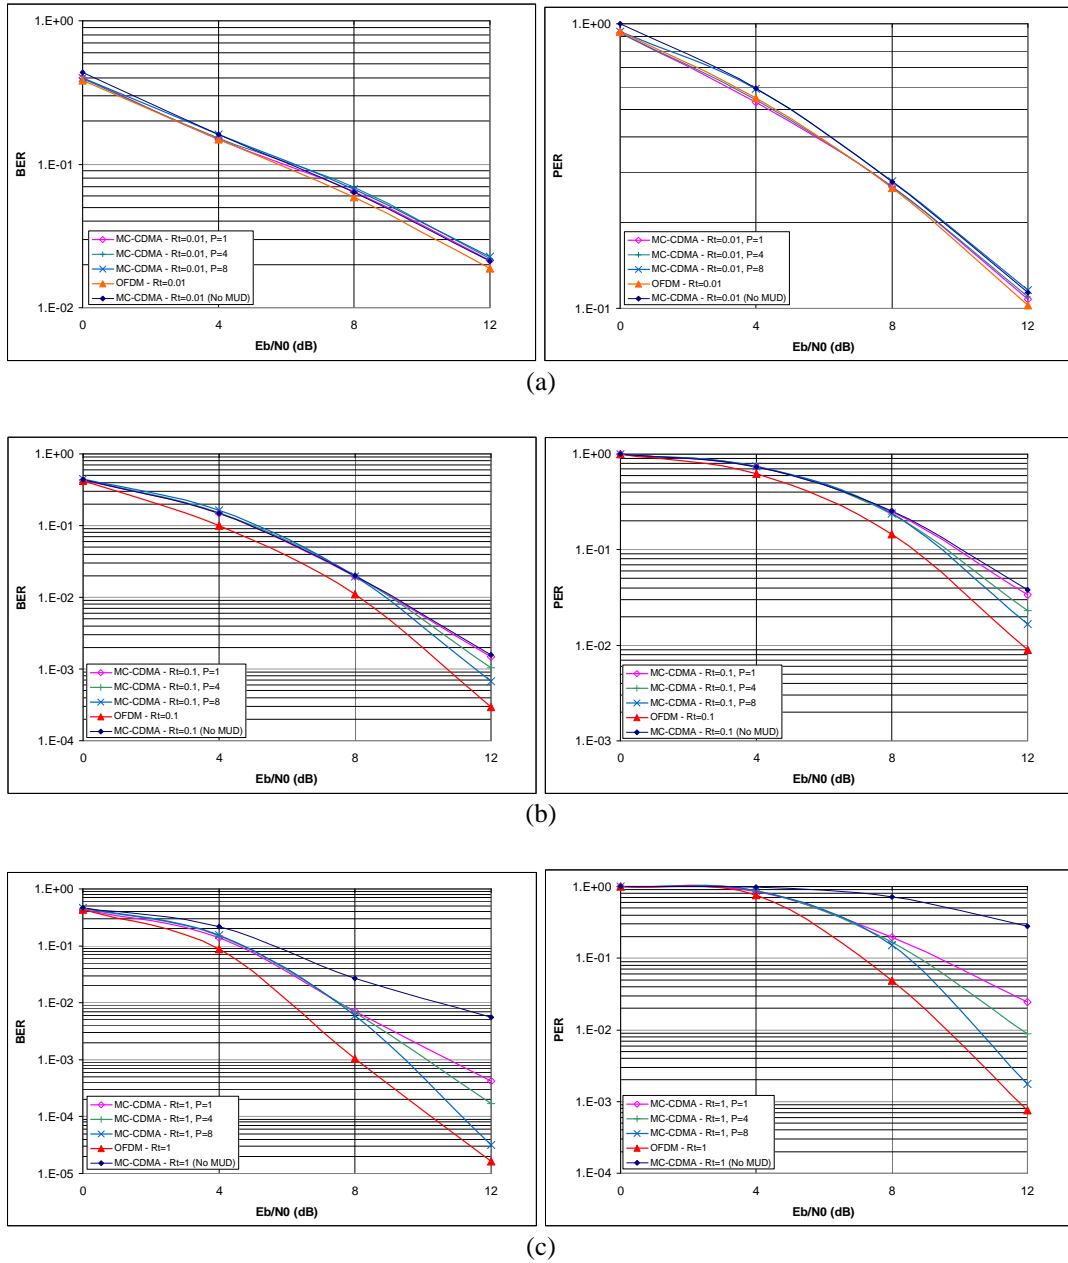 1.E+00
1.E-01
1.E-02
BER
MC-CDMA - Rt=0.01, P=1
MC-CDMA - Rt=0.01, P=4
MC-CDMA - Rt=0.01, P=8
OFDM - Rt=0.01
MC-CDMA - Rt=0.01 (No MUD)
0 4 8 12
Eb/N0 (dB)
1.E+00
1.E-01
PER
MC-CDMA - Rt=0.01, P=1
MC-CDMA - Rt=0.01, P=4
MC-CDMA - Rt=0.01, P=8
OFDM - Rt=0.01
MC-CDMA - Rt=0.01 (No MUD)
0 4 8 12
Eb/N0 (dB)
(a)
1.E+00
1.E-01
1.E-02
1.E-03
1.E-04
BER
MC-CDMA - Rt=0.1, P=1
MC-CDMA - Rt=0.1, P=4
MC-CDMA - Rt=0.1, P=8
OFDM - Rt=0.1
MC-CDMA - Rt=0.1 (No MUD)
0 4 8 12
Eb/N0 (dB)
1.E+00
1.E-01
1.E-02
1.E-03
PER
MC-CDMA - Rt=0.1, P=1
MC-CDMA - Rt=0.1, P=4
MC-CDMA - Rt=0.1, P=8
OFDM - Rt=0.1
MC-CDMA - Rt=0.1 (No MUD)
0 4 8 12
Eb/N0 (dB)
(b)
1.E+00
1.E-01
1.E-02
1.E-03
1.E-04
1.E-05
BER
MC-CDMA - Rt=1, P=1
MC-CDMA - Rt=1, P=4
MC-CDMA - Rt=1, P=8
OFDM - Rt=1
MC-CDMA - Rt=1 (No MUD)
0 4 8 12
Eb/N0 (dB)
1.E+00
1.E-01
1.E-02
1.E-03
1.E-04
PER
MC-CDMA - Rt=1, P=1
MC-CDMA - Rt=1, P=4
MC-CDMA - Rt=1, P=8
OFDM - Rt=1
MC-CDMA - Rt=1 (No MUD)
0 4 8 12
Eb/N0 (dB)
(c)